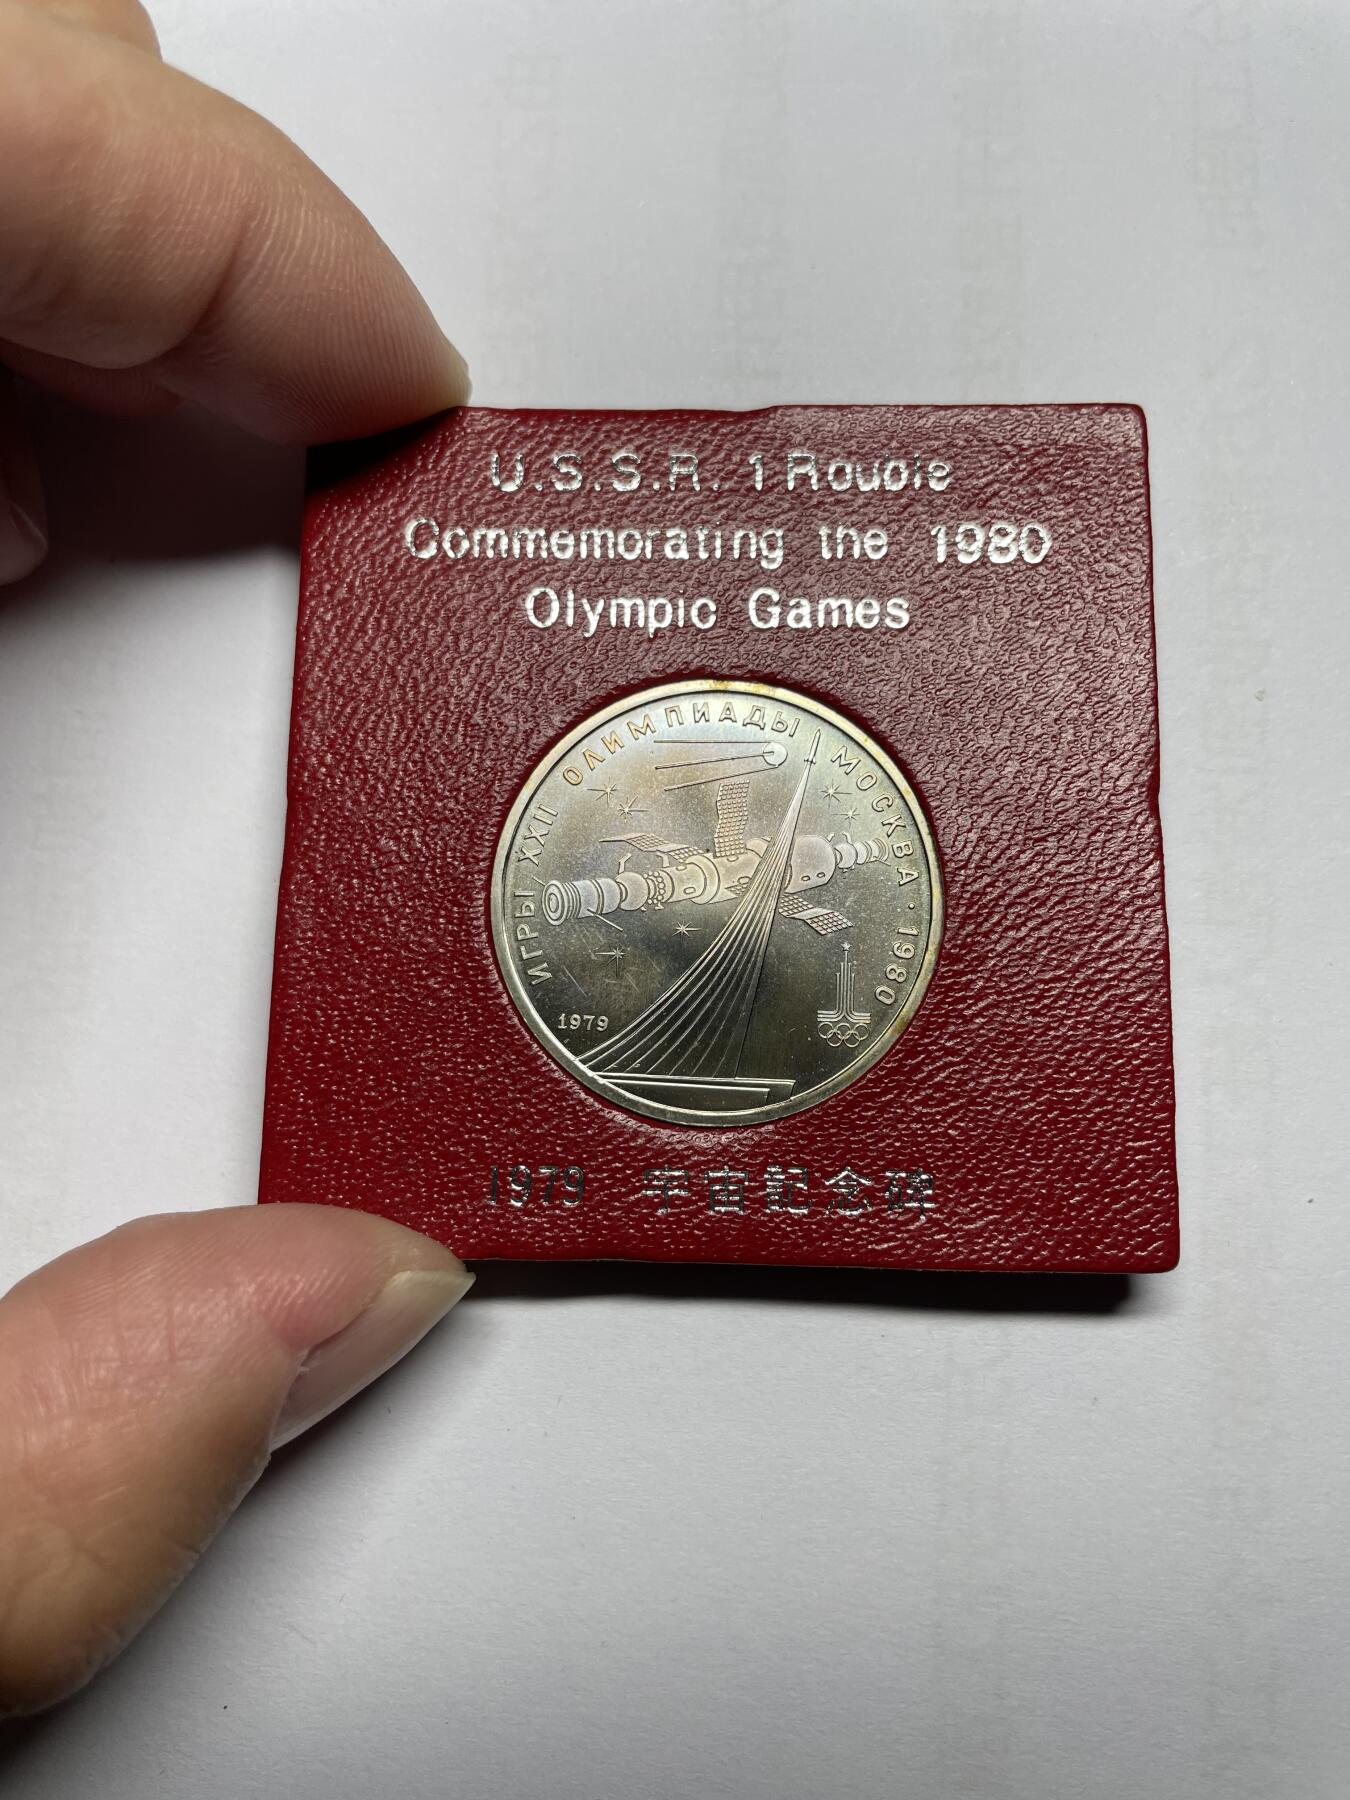 U.S.S.R. 1 Rouble
Commemorating the 1980
Olympic Games
ИГРЫ XXII ОЛИМПИАДЫ МОСКВА · 1980
1979
1979 宇宙記念碑